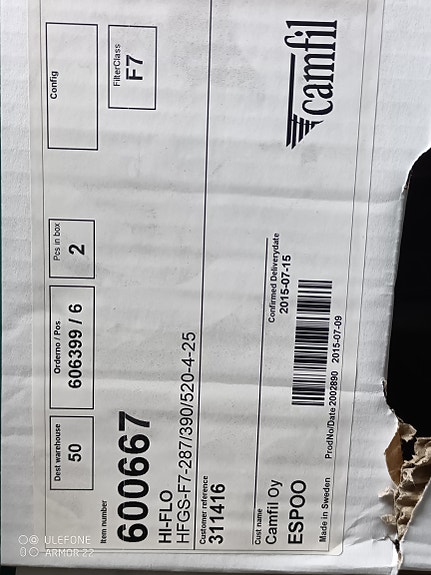 Dest warehouse
50
Orderno / Pos
606399 / 6
Pcs in box
2
Config
Item number
600667
FilterClass
F7
HI-FLO
HFGS-F7-287/390/520-4-25
Customer reference
311416
Cust name
Camfil Oy
ESPOO
Confirmed Deliverydate
2015-07-15
camfil
Made in Sweden
ProdNo/Date 2002890 2015-07-09
ULEFONE
ARMOR 22